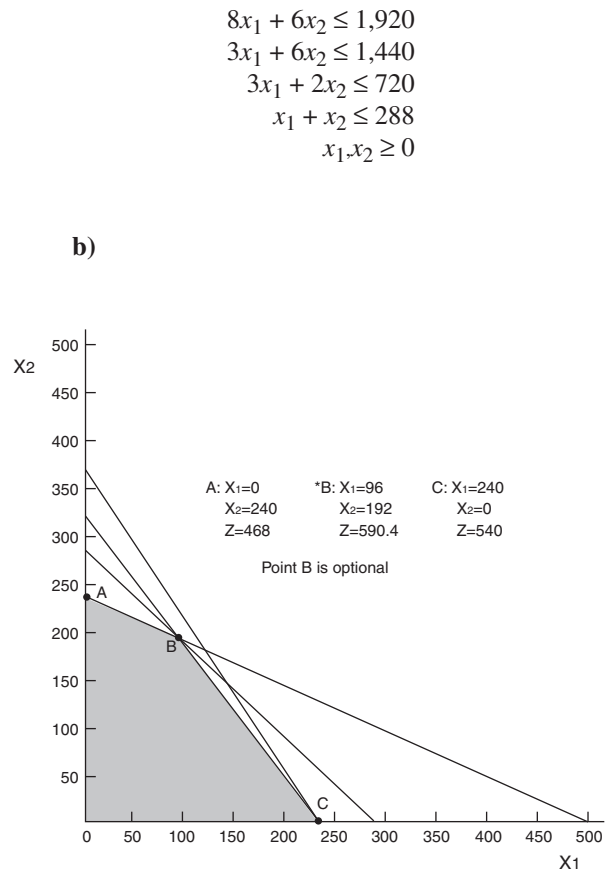 8x₁ + 6x₂ ≤ 1,920
3x₁ + 6x₂ ≤ 1,440
3x₁ + 2x₂ ≤ 720
x₁ + x₂ ≤ 288
x₁,x₂ ≥ 0
b)
X2
500
450
400
350
300
250
200
150
100
50
A: X1=0 *B: X1=96 C: X1=240
X2=240 X2=192 X2=0
Z=468 Z=590.4 Z=540
Point B is optional
A
B
C
0 50 100 150 200 250 300 350 400 450 500
X1